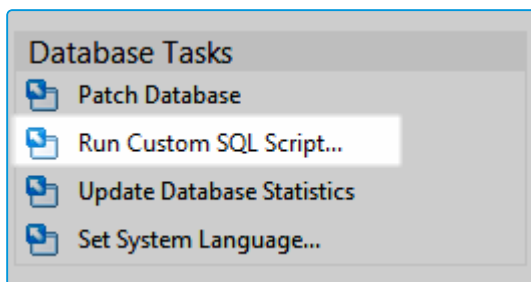 Database Tasks
Patch Database
Run Custom SQL Script...
Update Database Statistics
Set System Language...